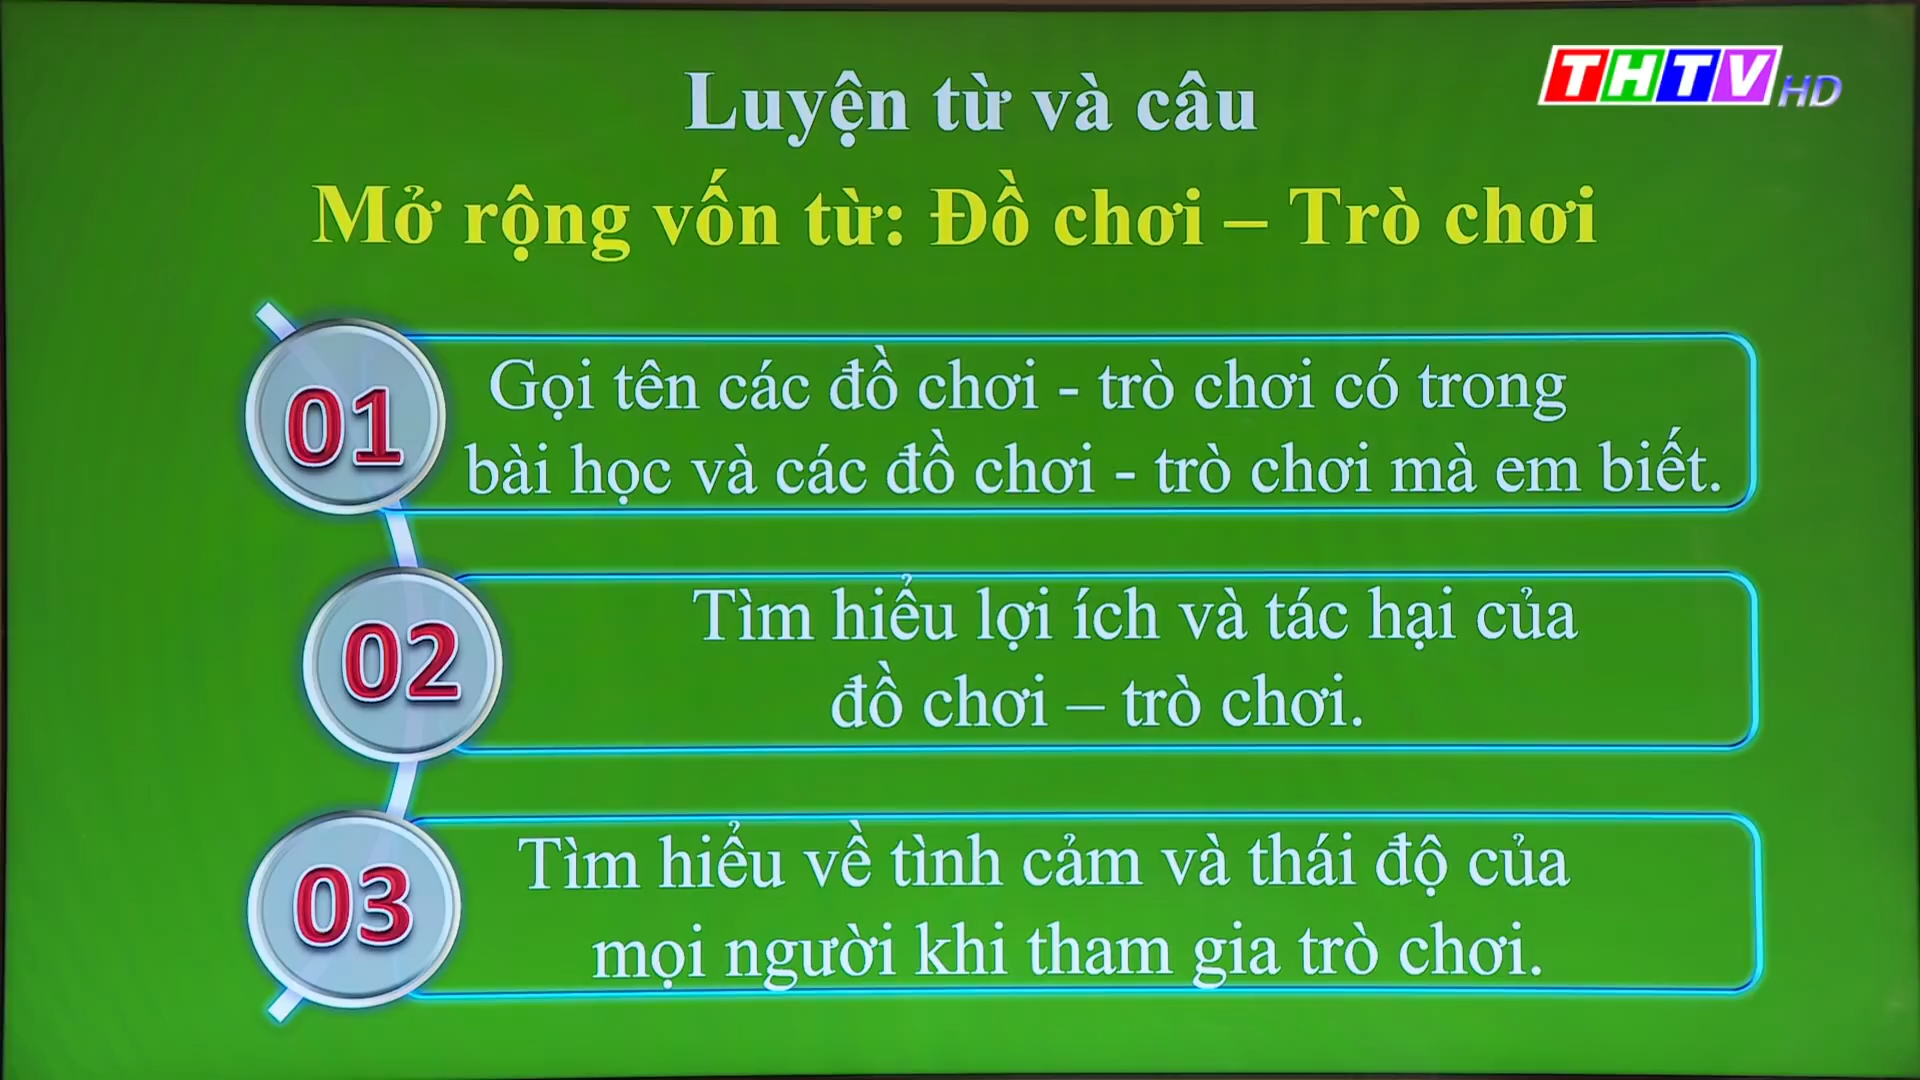 THTV HD
Luyện từ và câu
Mở rộng vốn từ: Đồ chơi – Trò chơi
01
Gọi tên các đồ chơi - trò chơi có trong
bài học và các đồ chơi - trò chơi mà em biết.
02
Tìm hiểu lợi ích và tác hại của
đồ chơi – trò chơi.
03
Tìm hiểu về tình cảm và thái độ của
mọi người khi tham gia trò chơi.